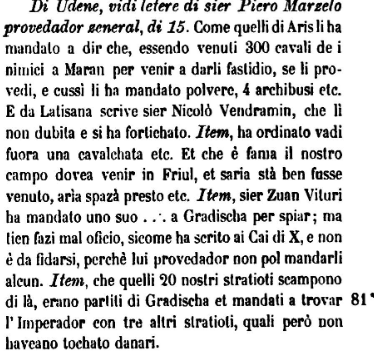 Di Udene, vidi letere di sier Piero Marzelo
provedador zeneral, di 15. Come quelli di Aris li ha
mandato a dir che, essendo venuti 300 cavali de i
nimici a Maran per venir a darli fastidio, se li pro-
vedi, e cussì li ha mandato polvere, 4 archibusi etc.
E da Latisana scrive sier Nicolò Vendramin, che lì
non dubita e si ha fortichato. Item, ha ordinato vadi
fuora una cavalchata etc. Et che è fama il nostro
campo dovea venir in Friul, et saria stà ben fusse
venuto, aria spazà presto etc. Item, sier Zuan Vituri
ha mandato uno suo ... a Gradischa per spiar; ma
tien fazi mal oficio, sicome ha scrito ai Cai di X, e non
è da fidarsi, perchè lui provedador non pol mandarli
alcun. Item, che quelli 20 nostri stratioti scampono
di là, erano partiti di Gradischa et mandati a trovar 81*
l'Imperador con tre altri stratioti, quali però non
haveano tochato danari.